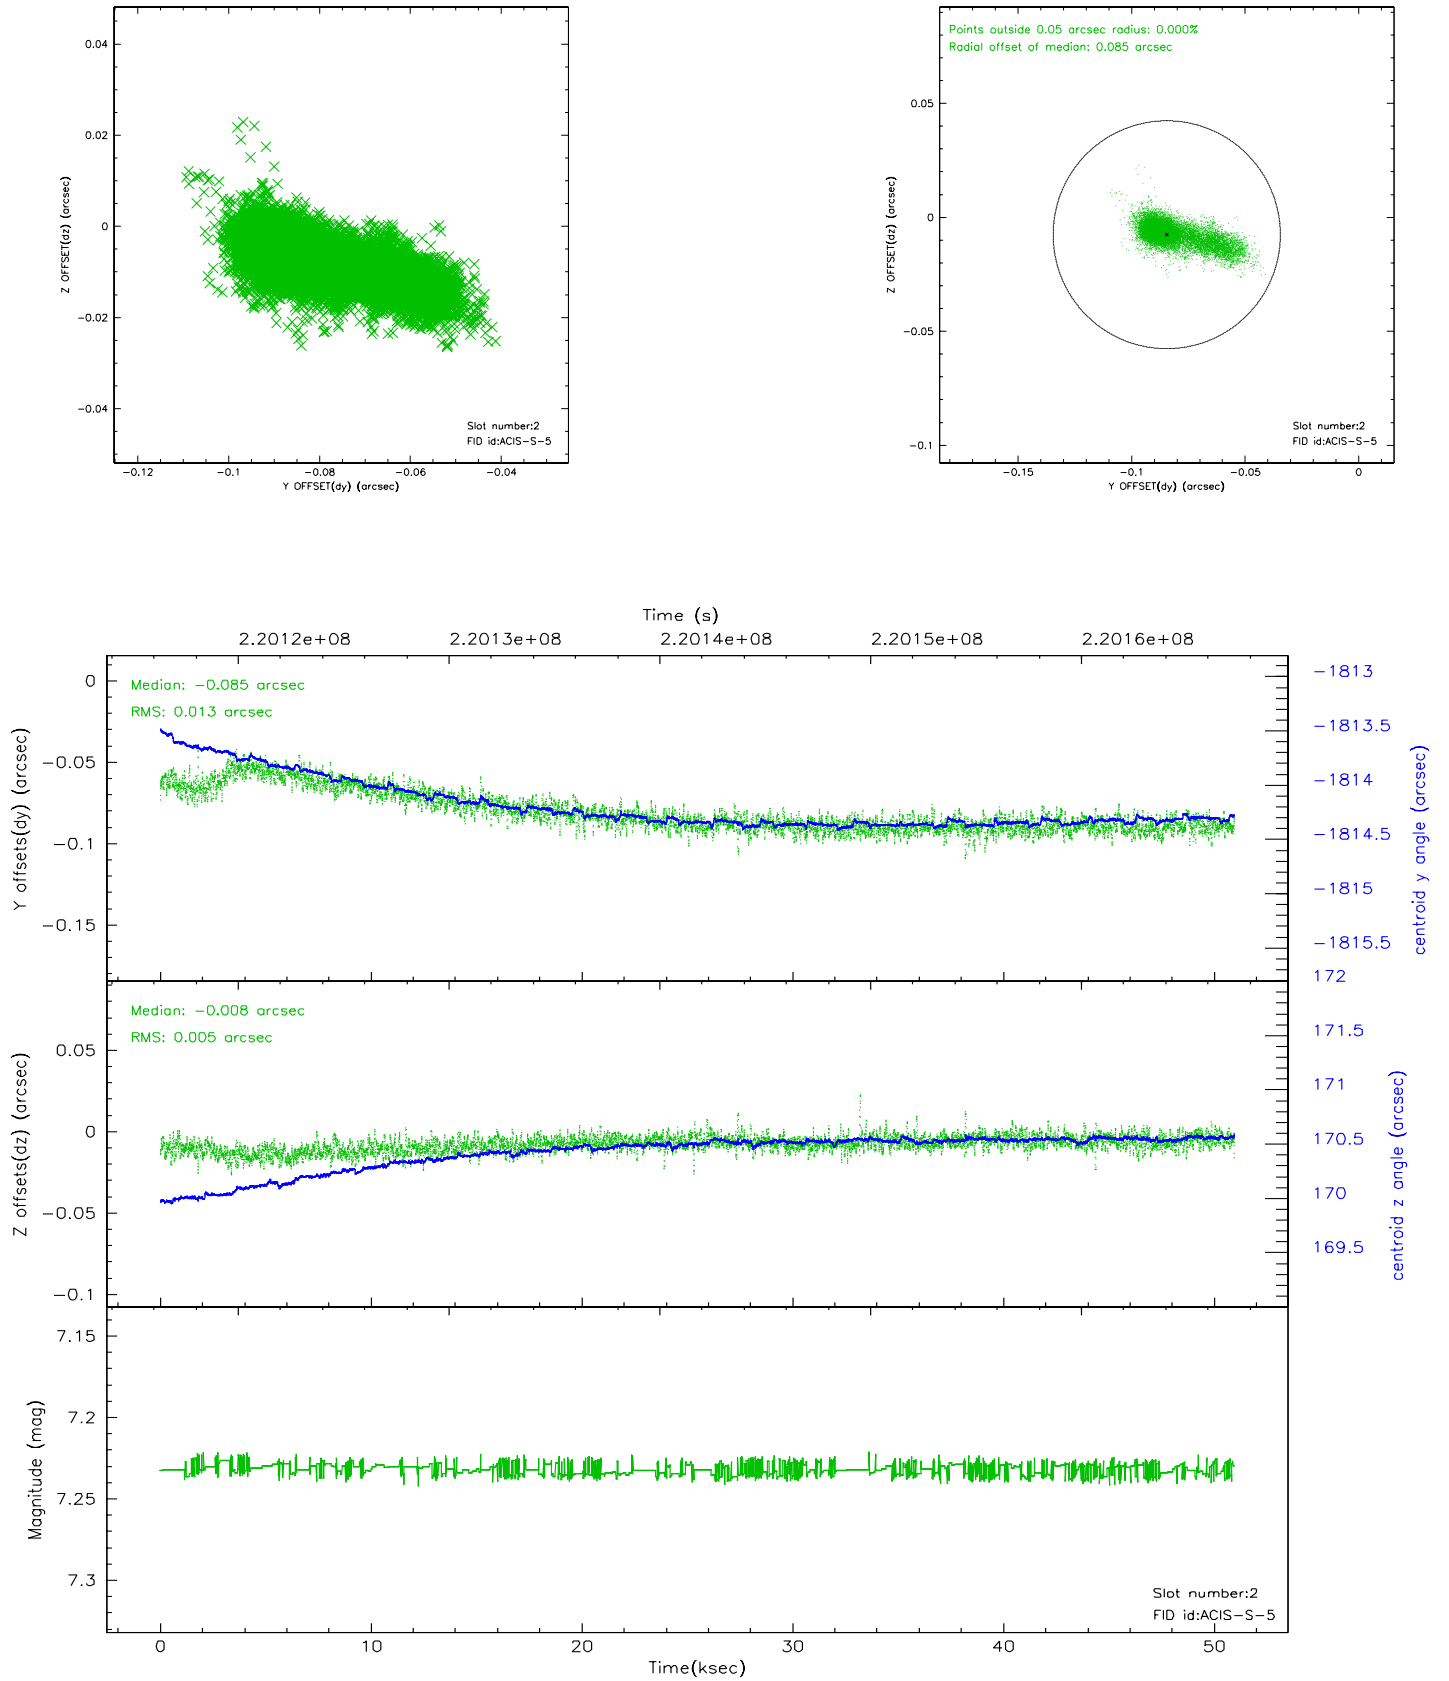 0.04
0.02
0
−0.02
−0.04
Z OFFSET(dz) (arcsec)
−0.12
−0.1
−0.08
−0.06
−0.04
Y OFFSET(dy) (arcsec)
Slot number:2
FID id:ACIS−S−5
Points outside 0.05 arcsec radius: 0.000%
Radial offset of median: 0.085 arcsec
0.05
0
−0.05
−0.1
Z OFFSET(dz) (arcsec)
−0.15
−0.1
−0.05
0
Y OFFSET(dy) (arcsec)
Slot number:2
FID id:ACIS−S−5
Time (s)
2.2012e+08
2.2013e+08
2.2014e+08
2.2015e+08
2.2016e+08
Median: −0.085 arcsec
RMS: 0.013 arcsec
0
−0.05
−0.1
−0.15
Y offsets(dy) (arcsec)
−1813
−1813.5
−1814
−1814.5
−1815
−1815.5
centroid y angle (arcsec)
Median: −0.008 arcsec
RMS: 0.005 arcsec
0.05
0
−0.05
−0.1
Z offsets(dz) (arcsec)
172
171.5
171
170.5
170
169.5
centroid z angle (arcsec)
7.15
7.2
7.25
7.3
Magnitude (mag)
Slot number:2
FID id:ACIS−S−5
0
10
20
30
40
50
Time(ksec)